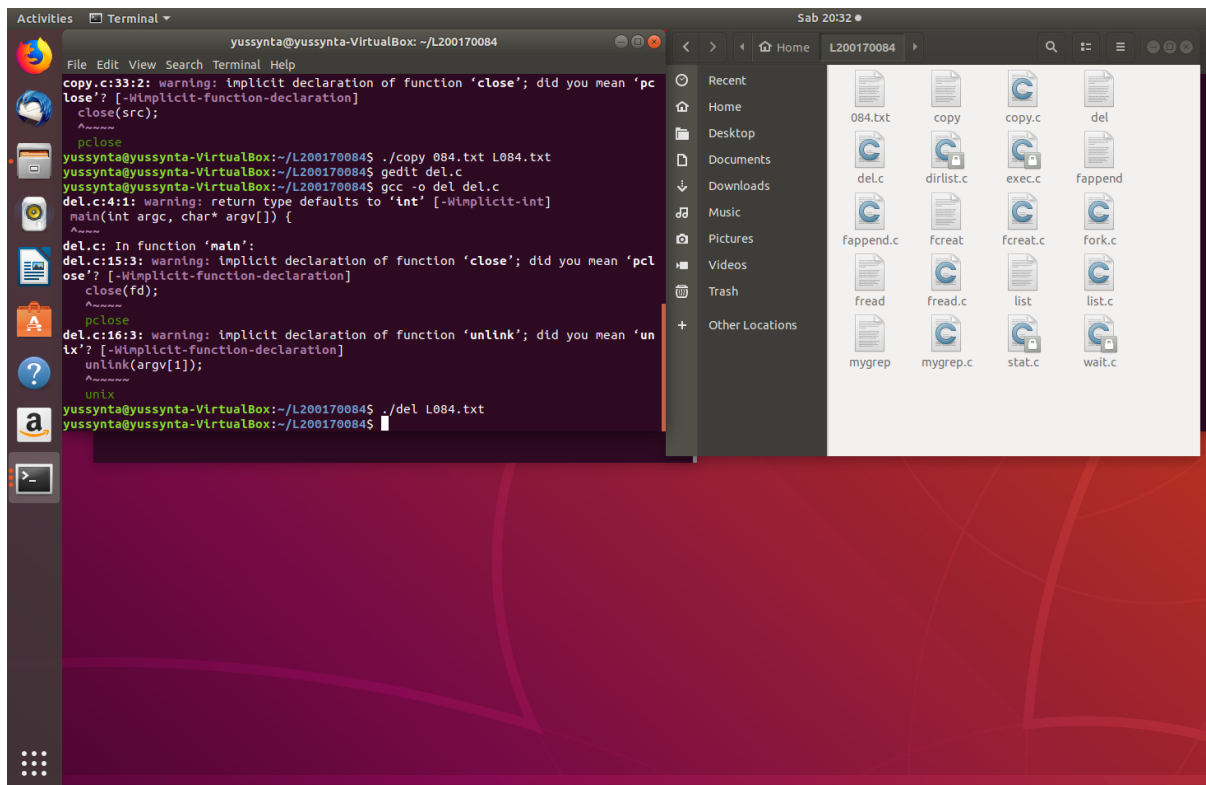 Activities Terminal Sab 20:32
yussynta@yussynta-VirtualBox: ~/L200170084
File Edit View Search Terminal Help
copy.c:33:2: warning: implicit declaration of function ‘close’; did you mean ‘pc
lose’? [-Wimplicit-function-declaration]
  close(src);
  ^~~~~
  pclose
yussynta@yussynta-VirtualBox:~/L200170084$ ./copy 084.txt L084.txt
yussynta@yussynta-VirtualBox:~/L200170084$ gedit del.c
yussynta@yussynta-VirtualBox:~/L200170084$ gcc -o del del.c
del.c:4:1: warning: return type defaults to ‘int’ [-Wimplicit-int]
 main(int argc, char* argv[]) {
 ^~~~
del.c: In function ‘main’:
del.c:15:3: warning: implicit declaration of function ‘close’; did you mean ‘pcl
ose’? [-Wimplicit-function-declaration]
   close(fd);
   ^~~~~
   pclose
del.c:16:3: warning: implicit declaration of function ‘unlink’; did you mean ‘un
ix’? [-Wimplicit-function-declaration]
   unlink(argv[1]);
   ^~~~~~
   unix
yussynta@yussynta-VirtualBox:~/L200170084$ ./del L084.txt
yussynta@yussynta-VirtualBox:~/L200170084$
Home L200170084
Recent
Home
Desktop
Documents
Downloads
Music
Pictures
Videos
Trash
Other Locations
084.txt copy copy.c del
del.c dirlist.c exec.c fappend
fappend.c fcreat fcreat.c fork.c
fread fread.c list list.c
mygrep mygrep.c stat.c wait.c